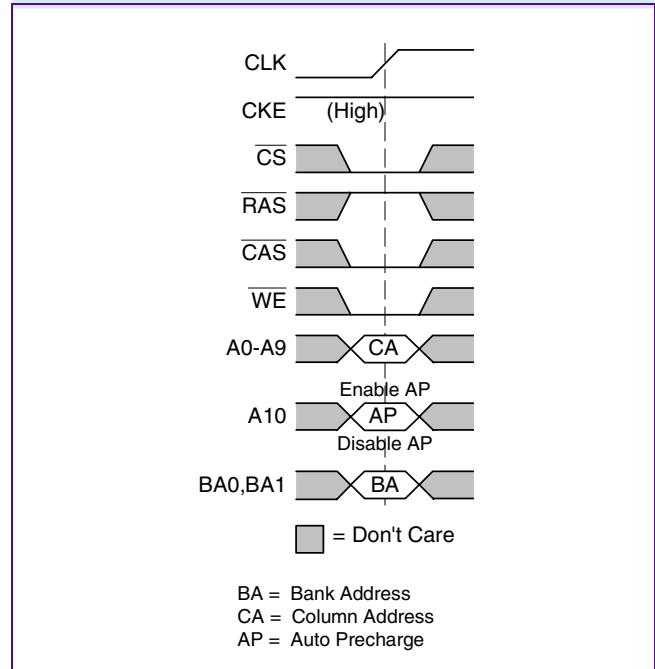 CLK
CKE (High)
CS
RAS
CAS
WE
A0-A9 CA
Enable AP
A10 AP
Disable AP
BA0,BA1 BA
= Don't Care
BA = Bank Address
CA = Column Address
AP = Auto Precharge